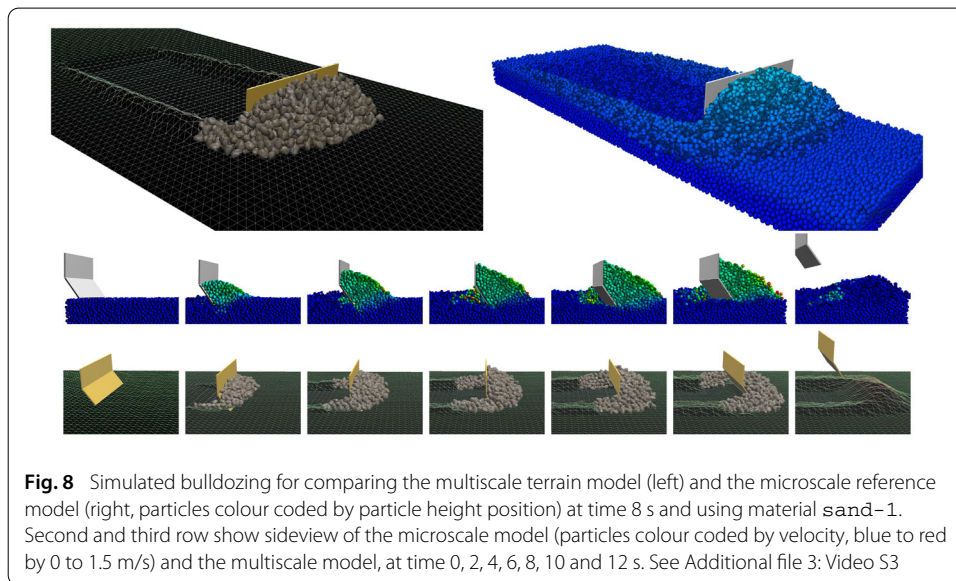 Fig. 8 Simulated bulldozing for comparing the multiscale terrain model (left) and the microscale reference
model (right, particles colour coded by particle height position) at time 8 s and using material sand-1.
Second and third row show sideview of the microscale model (particles colour coded by velocity, blue to red
by 0 to 1.5 m/s) and the multiscale model, at time 0, 2, 4, 6, 8, 10 and 12 s. See Additional file 3: Video S3